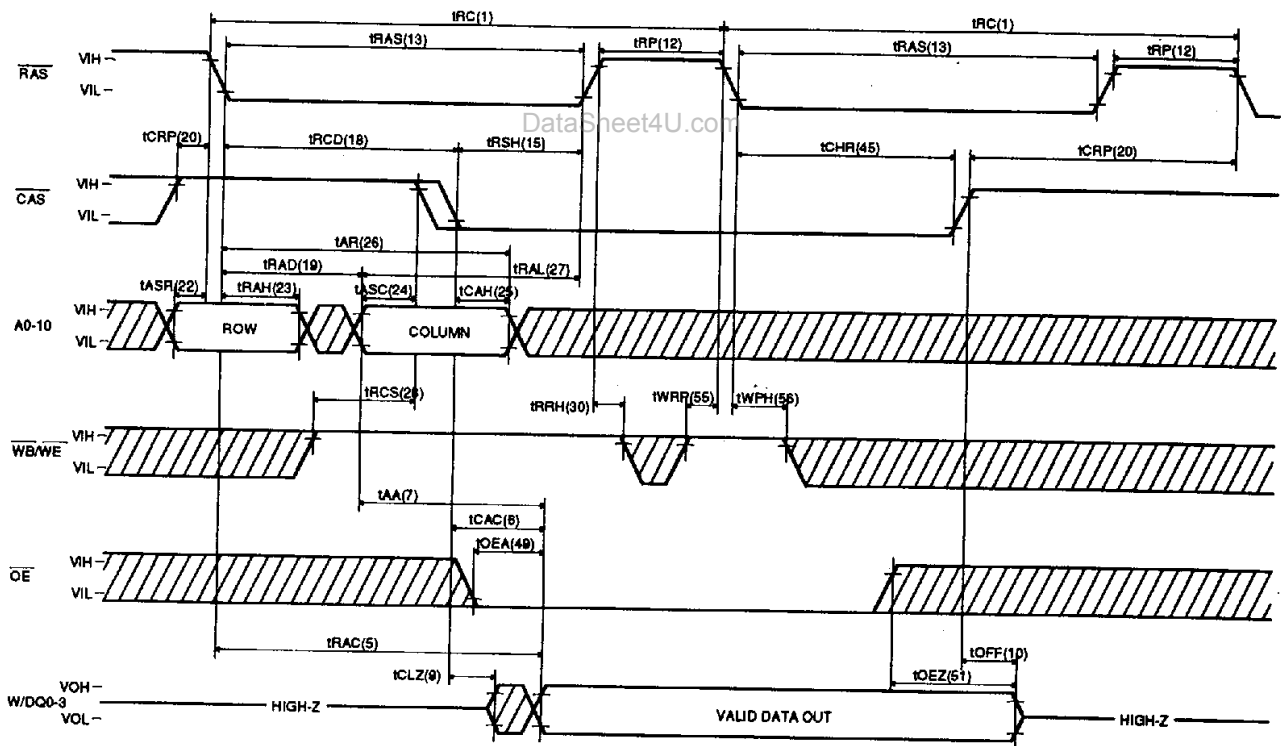 tRC(1) tRC(1)
tRAS(13) tRP(12) tRAS(13) tRP(12)
RAS VIH VIL
DataSheet4U.com
tCRP(20) tRCD(18) tRSH(15) tCHR(45) tCRP(20)
CAS VIH VIL
tAR(26)
tRAD(19) tRAL(27)
tASR(22) tRAH(23) tASC(24) tCAH(25)
A0-10 VIH VIL ROW COLUMN
tRCS(28) tRRH(30) tWRP(55) tWPH(56)
WB/WE VIH VIL
tAA(7)
tCAC(6)
tOEA(49)
OE VIH VIL
tRAC(5) tOFF(10)
tCLZ(9) tOEZ(51)
W/DQ0-3 VOH VOL HIGH-Z VALID DATA OUT HIGH-Z